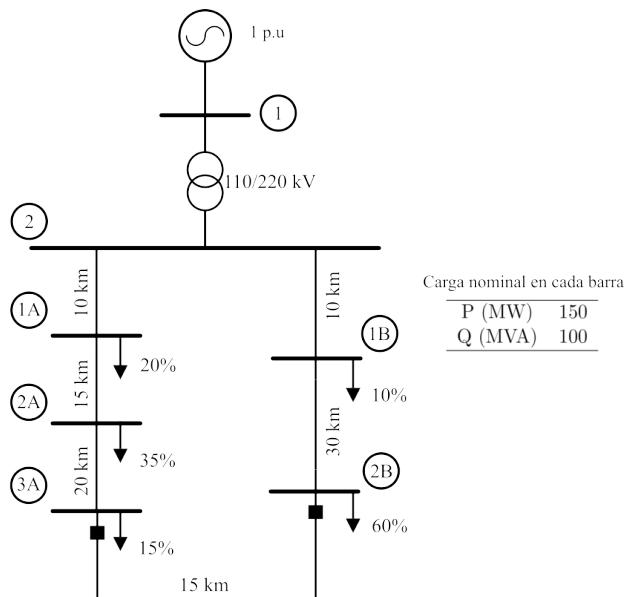 1 p.u
1
110/220 kV
2
10 km
10 km
1A
1B
20%
10%
15 km
2A
35%
30 km
20 km
3A
2B
15%
60%
15 km
Carga nominal en cada barra
P (MW) 150
Q (MVA) 100